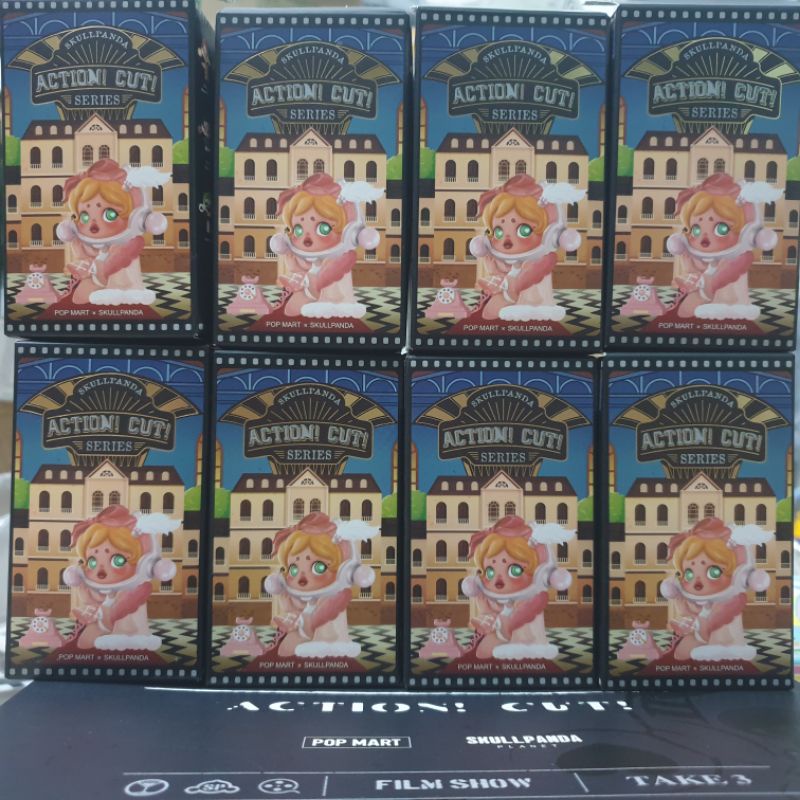 SKULLPANDA
ACTION! CUT!
SERIES
POP MART × SKULLPANDA
SKULLPANDA
ACTION! CUT!
SERIES
POP MART × SKULLPANDA
SKULLPANDA
ACTION! CUT!
SERIES
POP MART × SKULLPANDA
SKULLPANDA
ACTION! CUT!
SERIES
POP MART × SKULLPANDA
SKULLPANDA
ACTION! CUT!
SERIES
POP MART × SKULLPANDA
SKULLPANDA
ACTION! CUT!
SERIES
POP MART × SKULLPANDA
SKULLPANDA
ACTION! CUT!
SERIES
POP MART × SKULLPANDA
SKULLPANDA
ACTION! CUT!
SERIES
POP MART × SKULLPANDA
ACTION! CUT!
POP MART
SKULLPANDA
PLANET
SP
FILM SHOW
TAKE 3